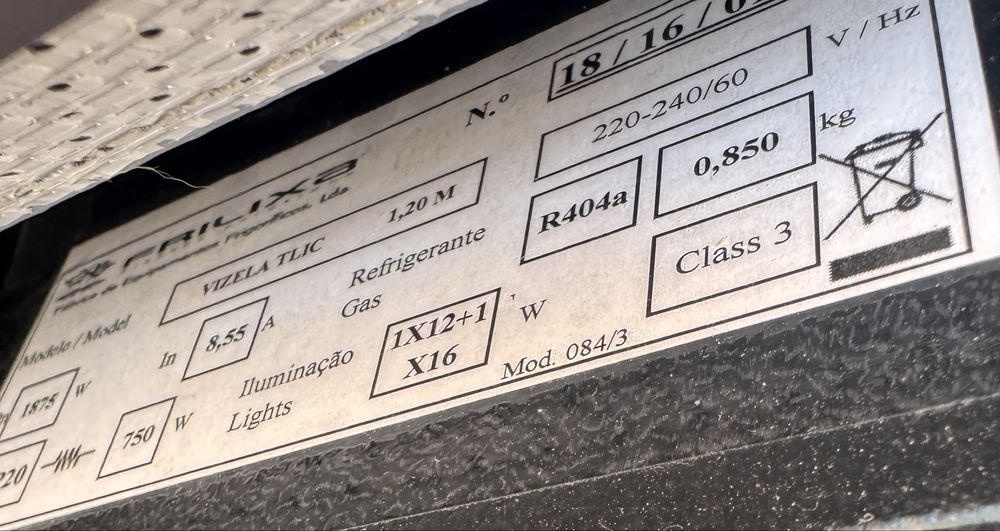 N.º 18 / 16 / 0
220-240/60 V / Hz
FRILIXA
Fábrica de Equipamentos Frigoríficos, Lda
Modelo / Model VIZELA TLIC 1,20 M
Refrigerante R404a 0,850 kg
Gas
1875 W In 8,55 A
Class 3
Iluminação 1X12+1 W
Lights X16
220 750 W
Mod. 084/3